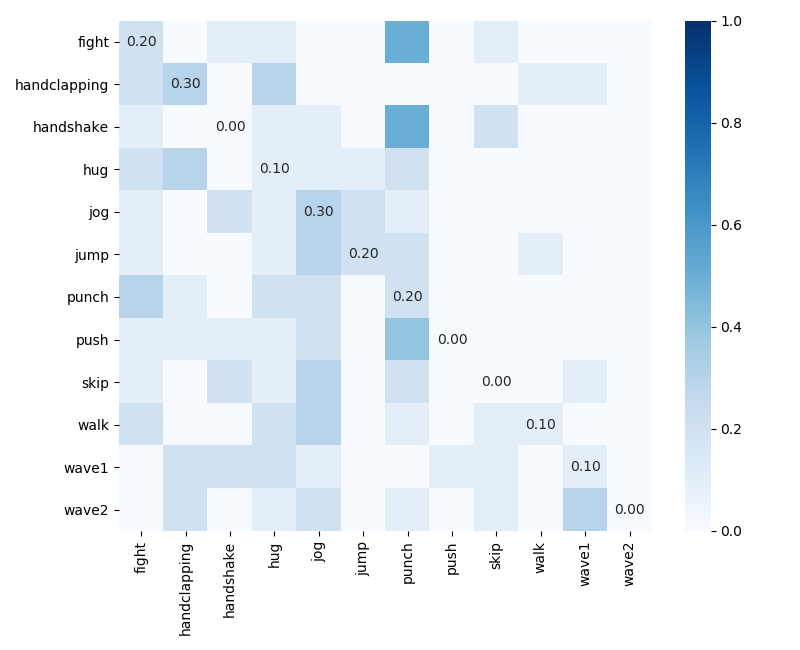 fight 0.20
handclapping 0.30
handshake 0.00
hug 0.10
jog 0.30
jump 0.20
punch 0.20
push 0.00
skip 0.00
walk 0.10
wave1 0.10
wave2 0.00
fight
handclapping
handshake
hug
jog
jump
punch
push
skip
walk
wave1
wave2
1.0
0.8
0.6
0.4
0.2
0.0